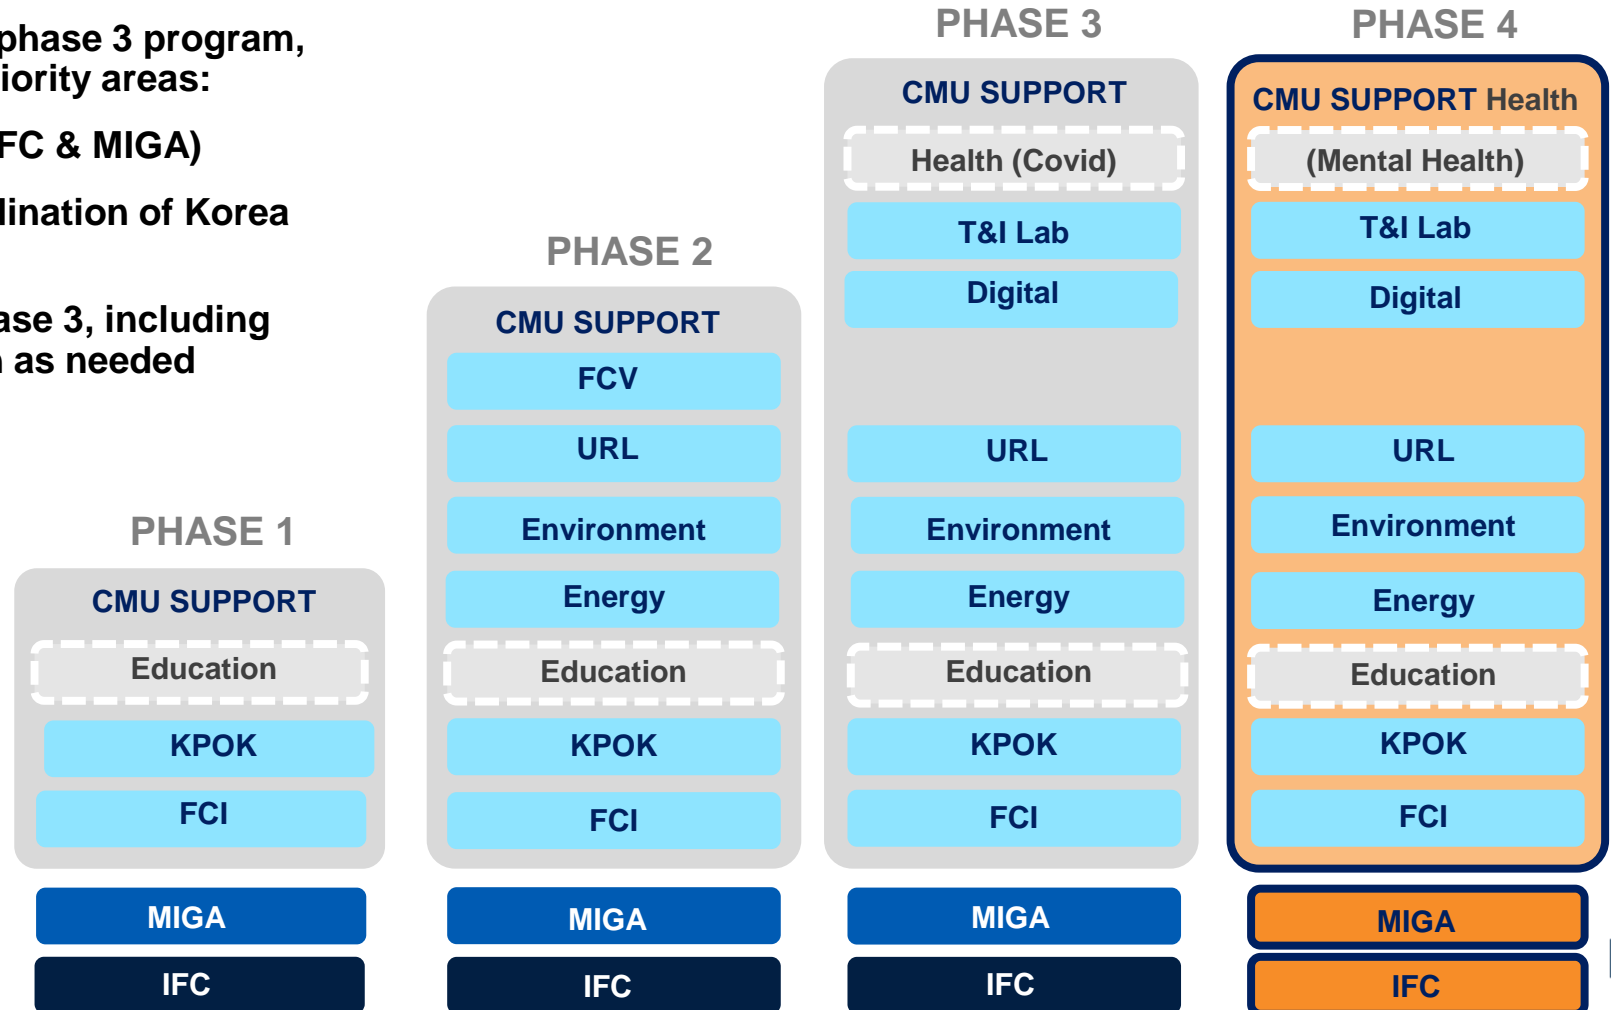 phase 3 program,
iority areas:
FC & MIGA)
lination of Korea
ase 3, including
as needed
PHASE 1
CMU SUPPORT
Education
KPOK
FCI
MIGA
IFC
PHASE 2
CMU SUPPORT
FCV
URL
Environment
Energy
Education
KPOK
FCI
MIGA
IFC
PHASE 3
CMU SUPPORT
Health (Covid)
T&I Lab
Digital
URL
Environment
Energy
Education
KPOK
FCI
MIGA
IFC
PHASE 4
CMU SUPPORT Health
(Mental Health)
T&I Lab
Digital
URL
Environment
Energy
Education
KPOK
FCI
MIGA
IFC